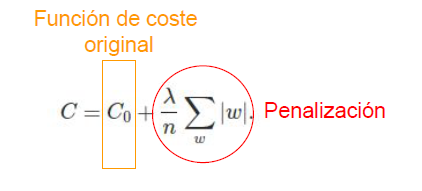 Función de coste
original
C = C₀ + λ/n ∑_w |w|. Penalización